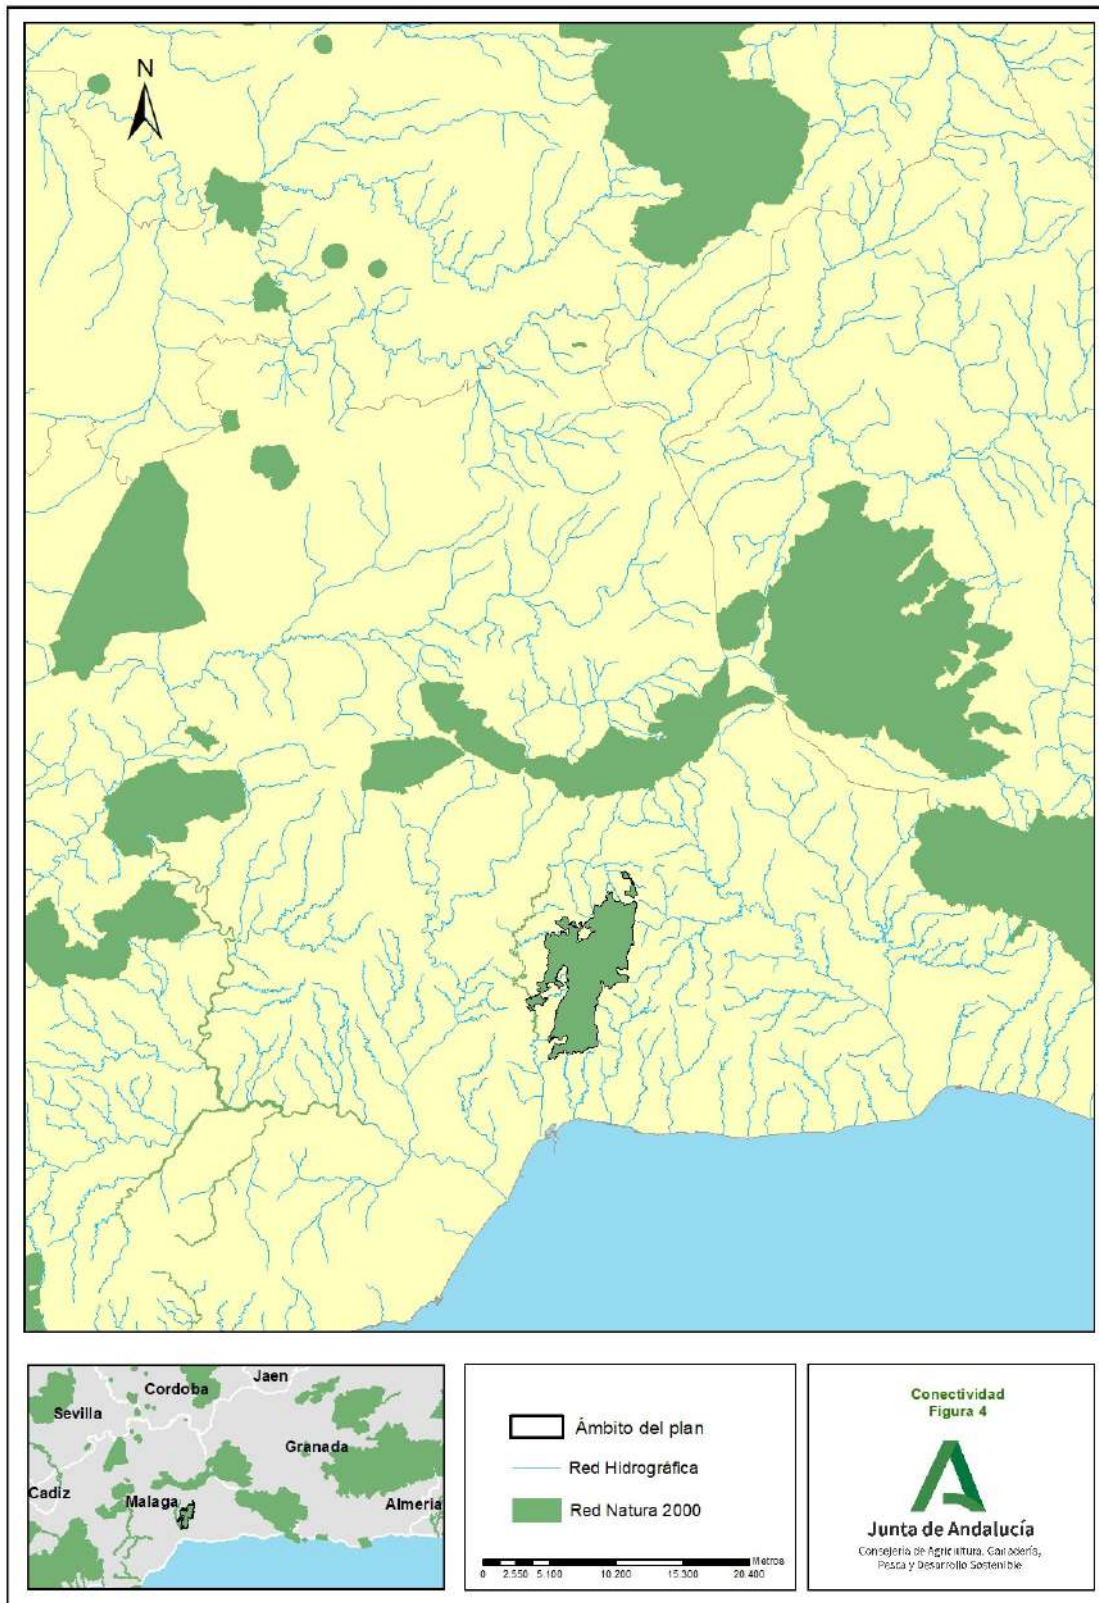 N
Jaen
Cordoba
Sevilla
Granada
Cadiz
Malaga
Almeria
Ámbito del plan
Red Hidrográfica
Red Natura 2000
Metros
0 2.550 5.100 10.200 15.300 20.400
Conectividad
Figura 4
Junta de Andalucía
Consejería de Agricultura, Ganadería,
Pesca y Desarrollo Sostenible